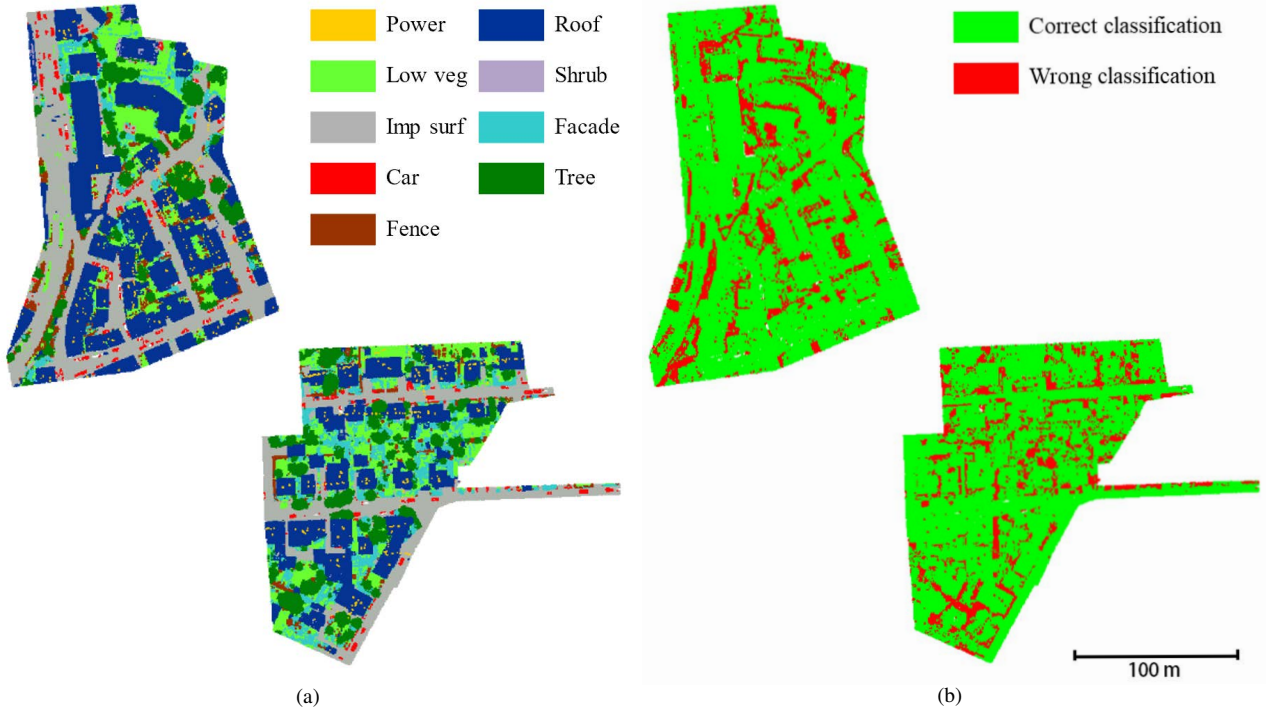 Power
Roof
Low veg
Shrub
Imp surf
Facade
Car
Tree
Fence
Correct classification
Wrong classification
100 m
(a)
(b)